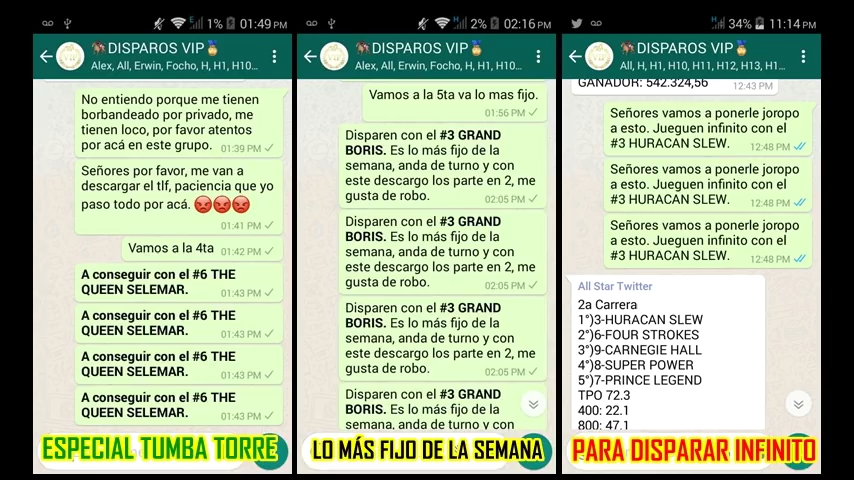 1% 01:49 PM
DISPAROS VIP
Alex, All, Erwin, Focho, H, H1, H10...
No entiendo porque me tienen
borbandeado por privado, me
tienen loco, por favor atentos
por acá en este grupo. 01:39 PM
Señores por favor, me van a
descargar el tlf, paciencia que yo
paso todo por acá.
01:41 PM
Vamos a la 4ta 01:42 PM
A conseguir con el #6 THE
QUEEN SELEMAR.
01:43 PM
A conseguir con el #6 THE
QUEEN SELEMAR.
01:43 PM
A conseguir con el #6 THE
QUEEN SELEMAR.
01:43 PM
A conseguir con el #6 THE
QUEEN SELEMAR.
01:43 PM
ESPECIAL TUMBA TORRE
H 2% 02:16 PM
DISPAROS VIP
Alex, All, Erwin, Focho, H, H1, H10...
Vamos a la 5ta va lo mas fijo.
01:56 PM
Disparen con el #3 GRAND
BORIS. Es lo más fijo de la
semana, anda de turno y con
este descargo los parte en 2, me
gusta de robo. 02:05 PM
Disparen con el #3 GRAND
BORIS. Es lo más fijo de la
semana, anda de turno y con
este descargo los parte en 2, me
gusta de robo. 02:05 PM
Disparen con el #3 GRAND
BORIS. Es lo más fijo de la
semana, anda de turno y con
este descargo los parte en 2, me
gusta de robo. 02:05 PM
Disparen con el #3 GRAND
BORIS. Es lo más fijo de la
semana, anda de turno y con
LO MÁS FIJO DE LA SEMANA
H 34% 11:14 PM
DISPAROS VIP
All, H, H1, H10, H11, H12, H13, H1...
GANADOR: 542.324,56
12:43 PM
Señores vamos a ponerle joropo
a esto. Jueguen infinito con el
#3 HURACAN SLEW. 12:48 PM
Señores vamos a ponerle joropo
a esto. Jueguen infinito con el
#3 HURACAN SLEW. 12:48 PM
Señores vamos a ponerle joropo
a esto. Jueguen infinito con el
#3 HURACAN SLEW. 12:48 PM
All Star Twitter
2a Carrera
1°)3-HURACAN SLEW
2°)6-FOUR STROKES
3°)9-CARNEGIE HALL
4°)8-SUPER POWER
5°)7-PRINCE LEGEND
TPO 72.3
400: 22.1
800: 47.1
PARA DISPARAR INFINITO